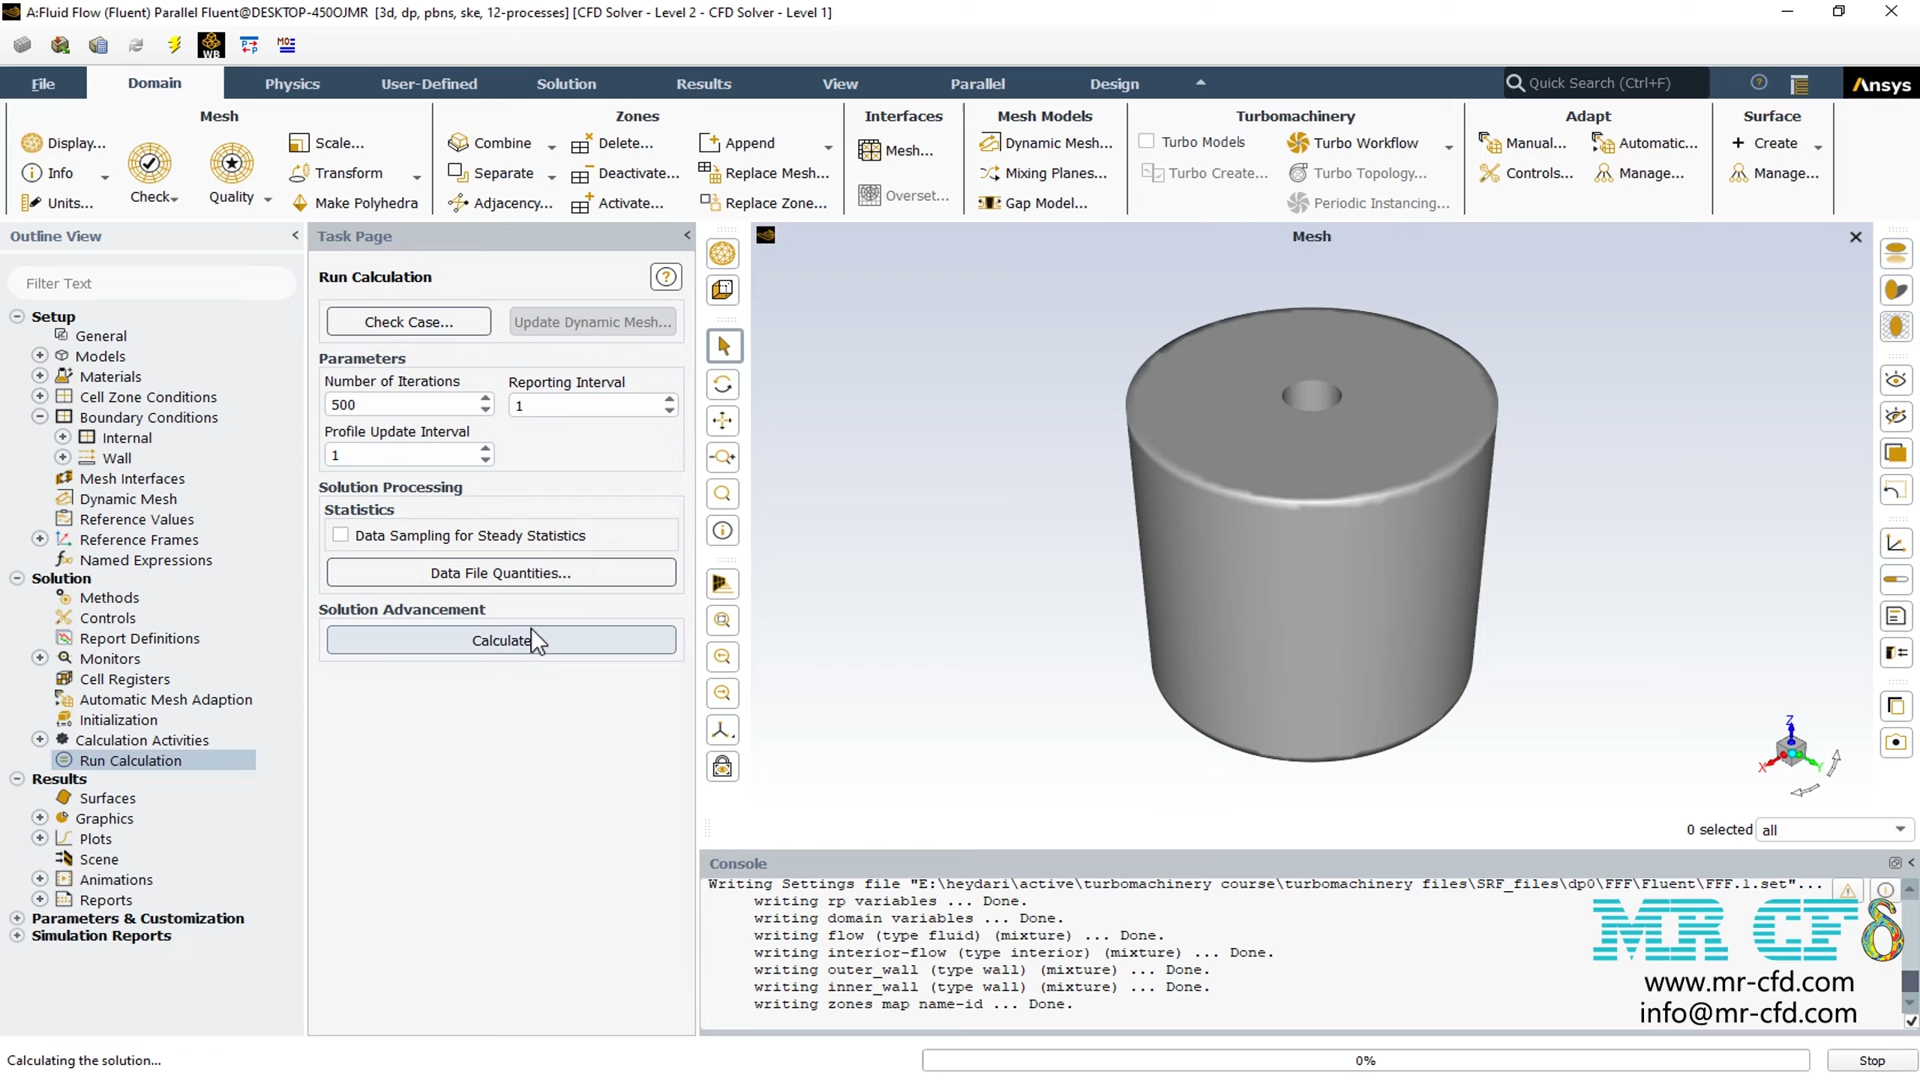 A:Fluid Flow (Fluent) Parallel Fluent@DESKTOP-450OJMR [3d, dp, pbns, ske, 12-processes] [CFD Solver - Level 2 - CFD Solver - Level 1]
WB
File Domain Physics User-Defined Solution Results View Parallel Design Quick Search (Ctrl+F) Ansys
Mesh Zones Interfaces Mesh Models Turbomachinery Adapt Surface
Display... Scale... Combine Delete... Append Mesh... Dynamic Mesh... Turbo Models Turbo Workflow Manual... Automatic... Create
Info Check Quality Transform Separate Deactivate... Replace Mesh... Overset... Mixing Planes... Turbo Create... Turbo Topology... Controls... Manage... Manage...
Units... Make Polyhedra Adjacency... Activate... Replace Zone... Gap Model... Periodic Instancing...
Outline View
Filter Text
Setup
General
Models
Materials
Cell Zone Conditions
Boundary Conditions
Internal
Wall
Mesh Interfaces
Dynamic Mesh
Reference Values
Reference Frames
Named Expressions
Solution
Methods
Controls
Report Definitions
Monitors
Cell Registers
Automatic Mesh Adaption
Initialization
Calculation Activities
Run Calculation
Results
Surfaces
Graphics
Plots
Scene
Animations
Reports
Parameters & Customization
Simulation Reports
Task Page
Run Calculation
Check Case... Update Dynamic Mesh...
Parameters
Number of Iterations Reporting Interval
500 1
Profile Update Interval
1
Solution Processing
Statistics
Data Sampling for Steady Statistics
Data File Quantities...
Solution Advancement
Calculate
Mesh
Z
X Y
0 selected all
Console
Writing Settings file "E:\heydari\active\turbomachinery course\turbomachinery files\SRF_files\dp0\FFF\Fluent\FFF.1.set"...
writing rp variables ... Done.
writing domain variables ... Done.
writing flow (type fluid) (mixture) ... Done.
writing interior-flow (type interior) (mixture) ... Done.
writing outer_wall (type wall) (mixture) ... Done.
writing inner_wall (type wall) (mixture) ... Done.
writing zones map name-id ... Done.
MR CF
www.mr-cfd.com
info@mr-cfd.com
Calculating the solution... 0% Stop